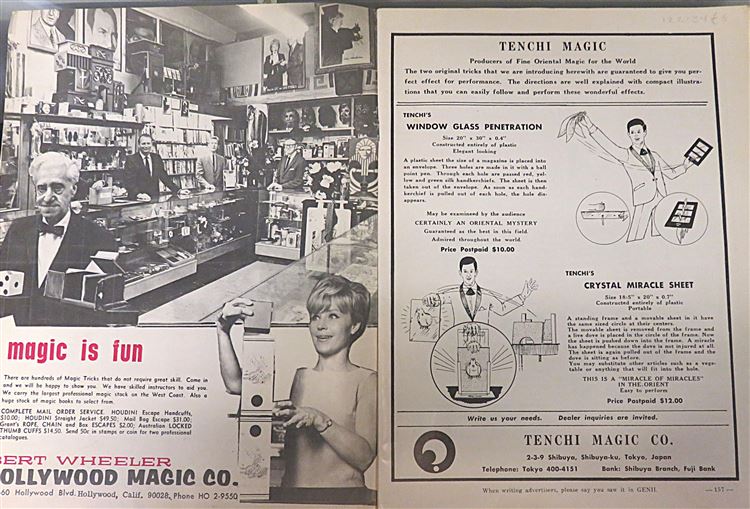 magic is fun
There are hundreds of Magic Tricks that do not require great skill. Come in
and we will be happy to show you. We have skilled instructors to aid you.
We carry the largest professional magic stock on the West Coast. Also a
huge stock of magic books to select from.
COMPLETE MAIL ORDER SERVICE. HOUDINI Escape Handcuffs,
$10.00; HOUDINI Straight Jacket $49.50; Mail Bag Escape $31.00;
Grant's ROPE, CHAIN and Box ESCAPES $2.00; Australian LOCKED
THUMB CUFFS $14.50. Send 50c in stamps or coin for two professional
catalogues.
BERT WHEELER
HOLLYWOOD MAGIC CO.
60 Hollywood Blvd. Hollywood, Calif. 90028, Phone HO 2-9550
TENCHI MAGIC
Producers of Fine Oriental Magic for the World
The two original tricks that we are introducing herewith are guaranteed to give you per-
fect effect for performance. The directions are well explained with compact illustra-
tions that you can easily follow and perform these wonderful effects.
TENCHI'S
WINDOW GLASS PENETRATION
Size 20" x 30" x 0.4"
Constructed entirely of plastic
Elegant looking
A plastic sheet the size of a magazine is placed into
an envelope. Three holes are made in it with a ball
point pen. Through each hole are passed red, yel-
low and green silk handkerchiefs. The sheet is then
taken out of the envelope. As soon as each hand-
kerchief is pulled out of each hole, the hole dis-
appears.
May be examined by the audience
CERTAINLY AN ORIENTAL MYSTERY
Guaranteed as the best in this field.
Admired throughout the world.
Price Postpaid $10.00
TENCHI'S
CRYSTAL MIRACLE SHEET
Size 18.5" x 20" x 0.7"
Constructed entirely of plastic
Portable
A standing frame and a movable sheet in it have
the same sized circle at their centers.
The movable sheet is removed from the frame and
a live dove is placed in the circle of the frame. Now
the sheet is pushed down into the frame. A miracle
has happened because the dove is not injured at all.
The sheet is again pulled out of the frame and the
dove is sitting as before.
You may substitute other articles such as a vege-
table or anything that will fit into the hole.
THIS IS A "MIRACLE OF MIRACLES"
IN THE ORIENT
Easy to perform
Price Postpaid $12.00
Write us your needs. Dealer inquiries are invited.
TENCHI MAGIC CO.
2-3-9 Shibuya, Shibuya-ku, Tokyo, Japan
Telephone: Tokyo 400-4151 Bank: Shibuya Branch, Fuji Bank
When writing advertisers, please say you saw it in GENII.
—157—